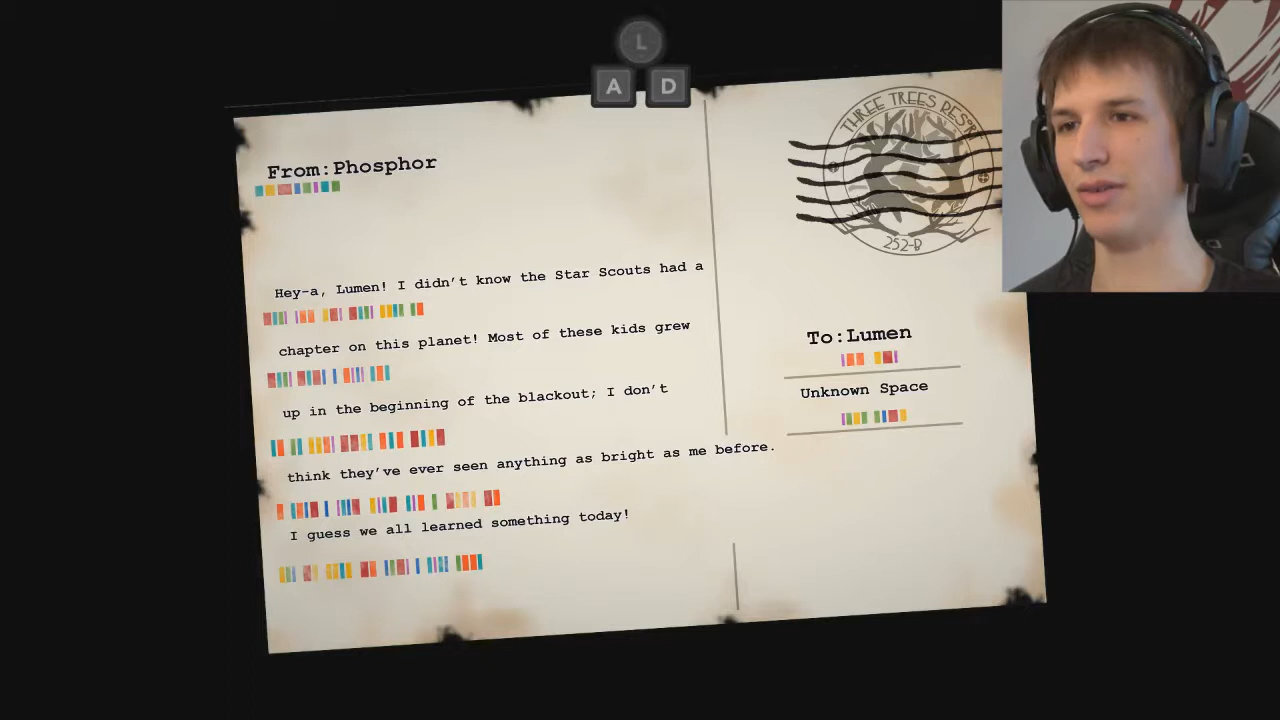 L
A D
THREE TREES RESORT
From:Phosphor
252-B
Hey-a, Lumen! I didn't know the Star Scouts had a
chapter on this planet! Most of these kids grew
up in the beginning of the blackout; I don't
think they've ever seen anything as bright as me before.
I guess we all learned something today!
To:Lumen
Unknown Space